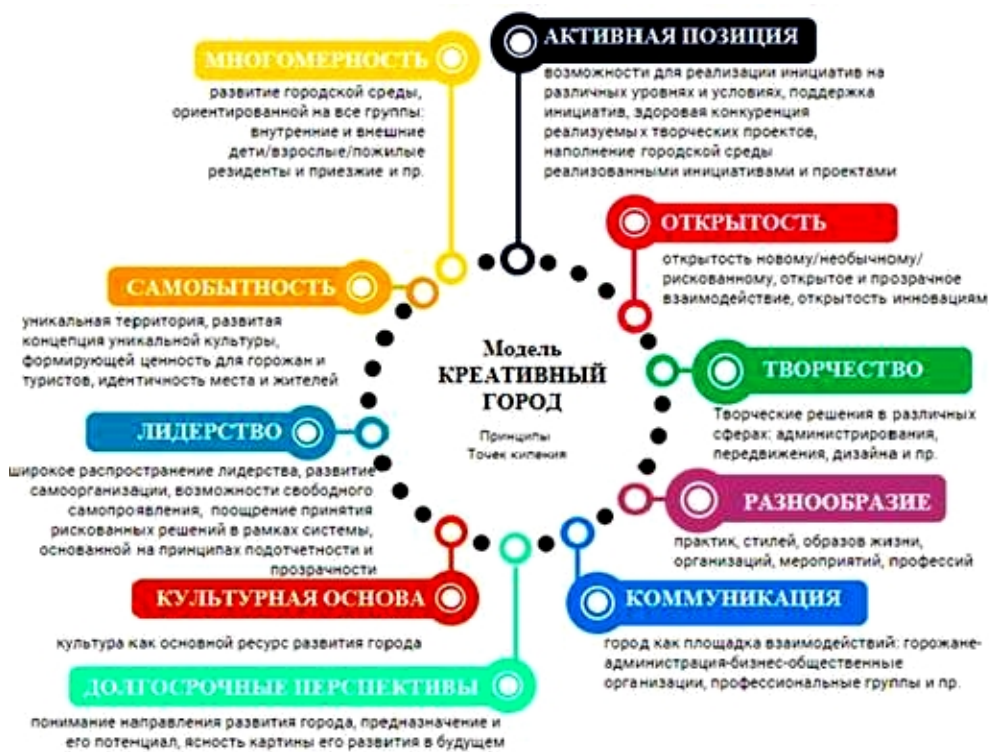 МНОГОМЕРНОСТЬ
развитие городской среды,
ориентированной на все группы:
внутренние и внешние
дети/взрослые/пожилые
резиденты и приезжие и пр.
АКТИВНАЯ ПОЗИЦИЯ
возможности для реализации инициатив на
различных уровнях и условиях, поддержка
инициатив, здоровая конкуренция
реализуемых творческих проектов,
наполнение городской среды
реализованными инициативами и проектами
ОТКРЫТОСТЬ
открытость новому/необычному/
рискованному, открытое и прозрачное
взаимодействие, открытость инновациям
САМОБЫТНОСТЬ
уникальная территория, развитая
концепция уникальной культуры,
формирующей ценность для горожан и
туристов, идентичность места и жителей
Модель
КРЕАТИВНЫЙ
ГОРОД
Принципы
Точек кипения
ТВОРЧЕСТВО
Творческие решения в различных
сферах: администрирования,
передвижения, дизайна и пр.
ЛИДЕРСТВО
широкое распространение лидерства, развитие
самоорганизации, возможности свободного
самопроявления, поощрение принятия
рискованных решений в рамках системы,
основанной на принципах подотчетности и
прозрачности
РАЗНООБРАЗИЕ
практик, стилей, образов жизни,
организаций, мероприятий, профессий
КУЛЬТУРНАЯ ОСНОВА
культура как основной ресурс развития города
КОММУНИКАЦИЯ
город как площадка взаимодействий: горожане-
администрация-бизнес-общественные
организации, профессиональные группы и пр.
ДОЛГОСРОЧНЫЕ ПЕРСПЕКТИВЫ
понимание направления развития города, предназначение и
его потенциал, ясность картины его развития в будущем